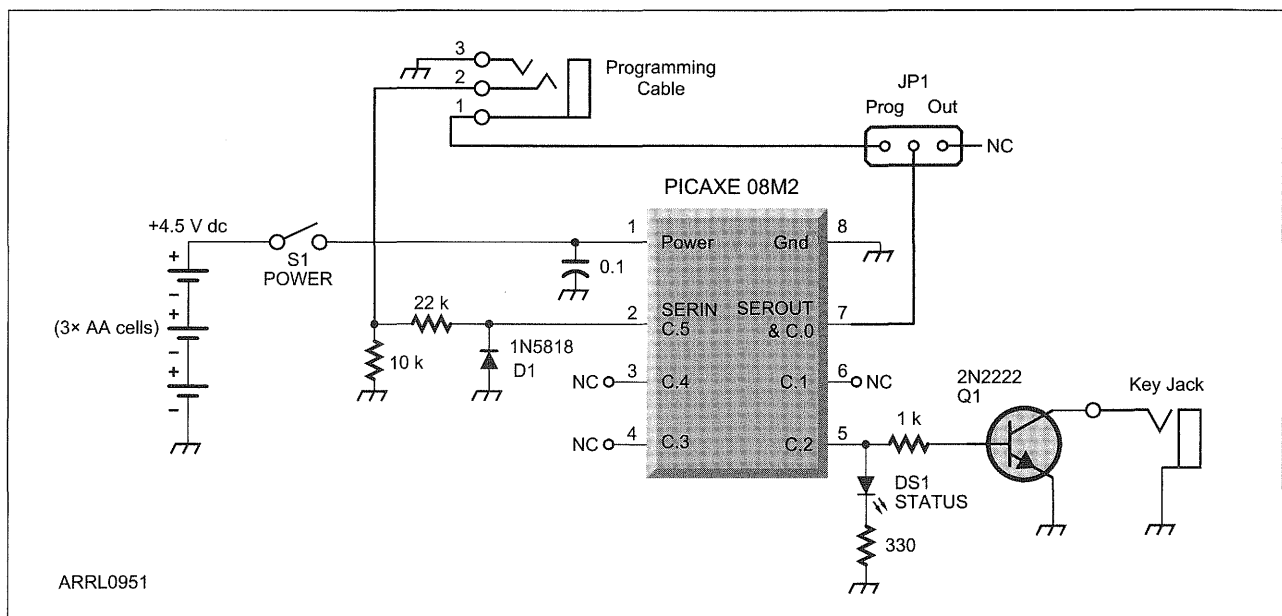 3
2
1
Programming
Cable
JP1
Prog Out
NC
PICAXE 08M2
+4.5 V dc
+
−
+
−
+
−
(3× AA cells)
S1
POWER
0.1
1
Power
Gnd
8
22 k
10 k
1N5818
D1
2
SERIN
C.5
SEROUT
& C.0
7
NC
3
C.4
C.1
6
NC
NC
4
C.3
C.2
5
1 k
2N2222
Q1
Key Jack
DS1
STATUS
330
ARRL0951